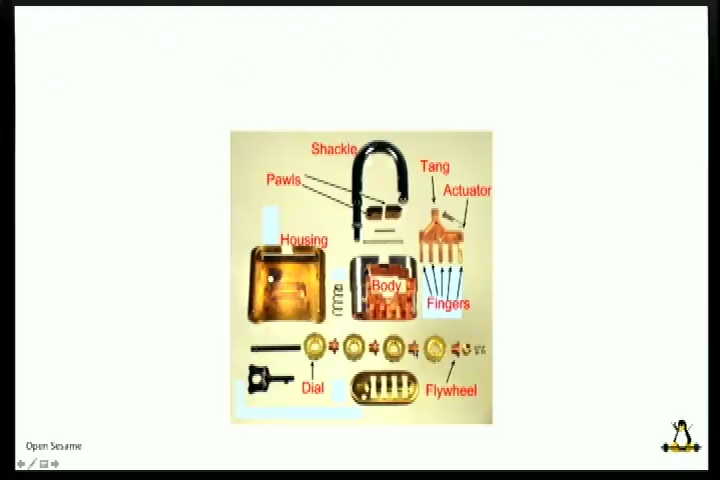 Shackle
Tang
Pawls
Actuator
Housing
Body
Fingers
Dial
Flywheel
Open Sesame